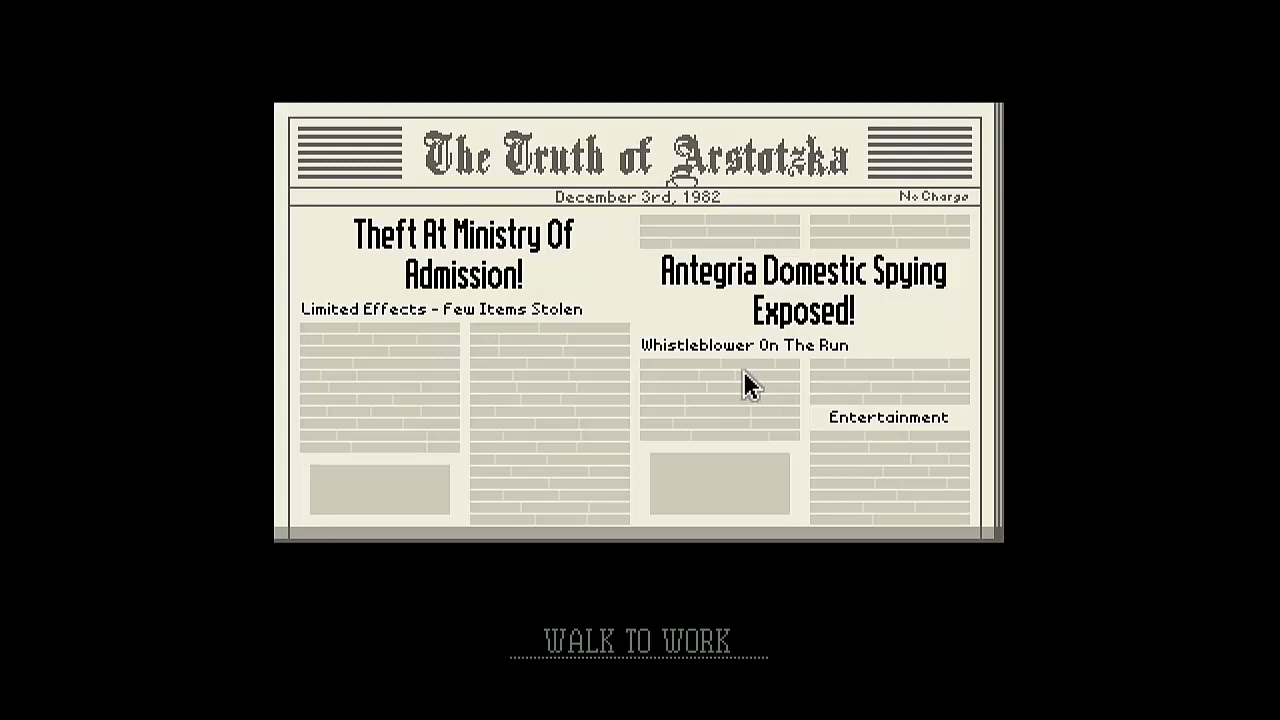 The Truth of Arstotzka
December 3rd, 1982
No Charge
Theft At Ministry Of
Admission!
Limited Effects - Few Items Stolen
Antegria Domestic Spying
Exposed!
Whistleblower On The Run
Entertainment
WALK TO WORK